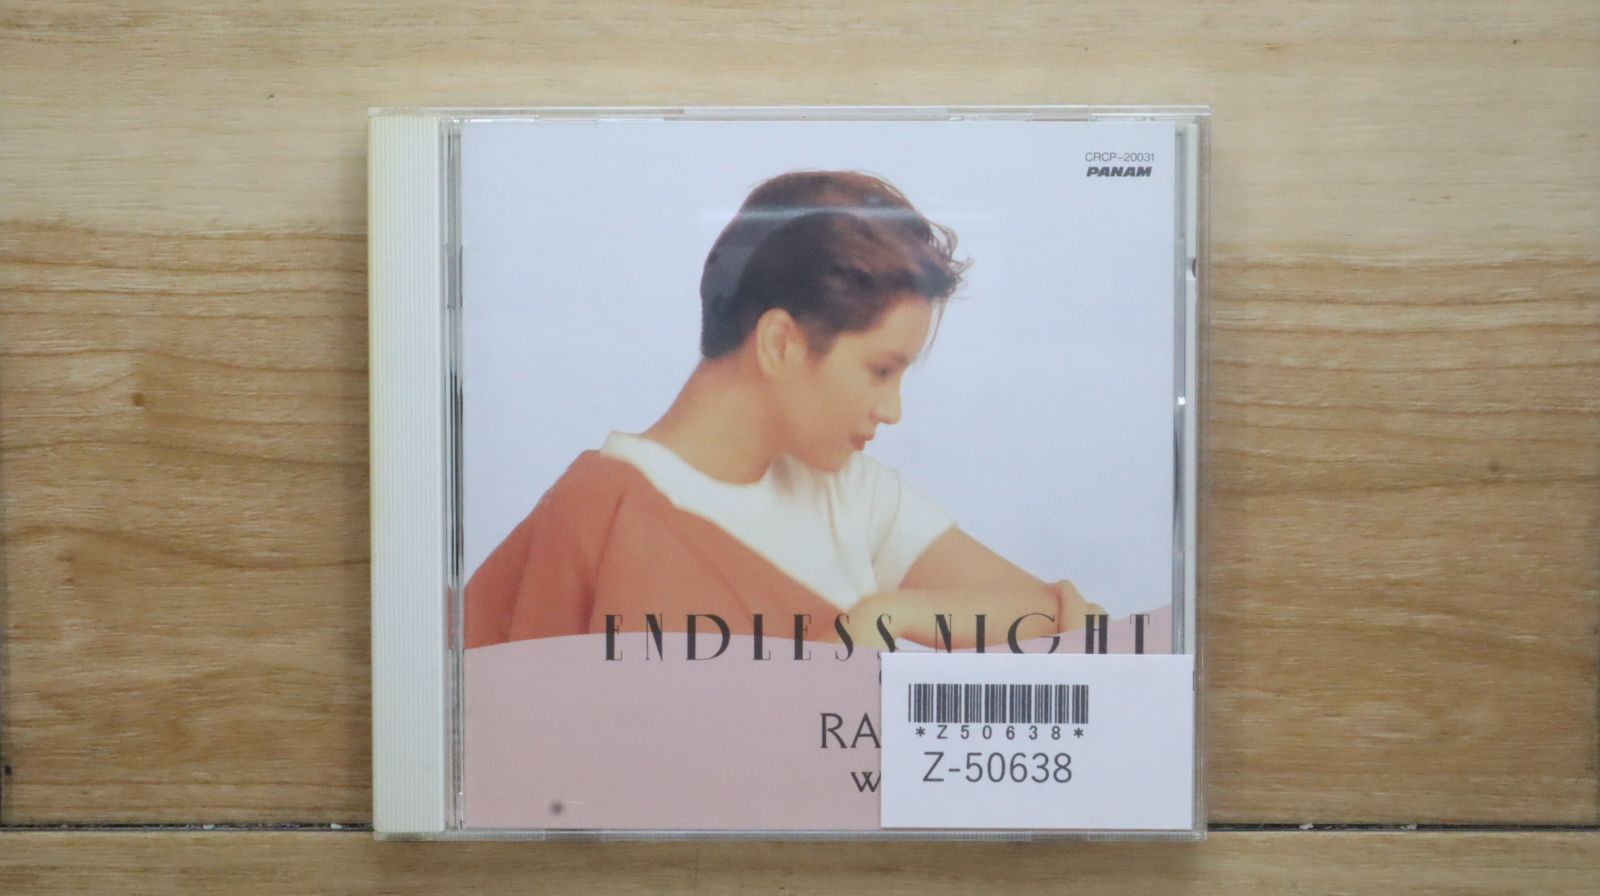 CRCP-20031
PANAM
ENDLESS NIGHT
RA
W
*Z50638*
Z-50638